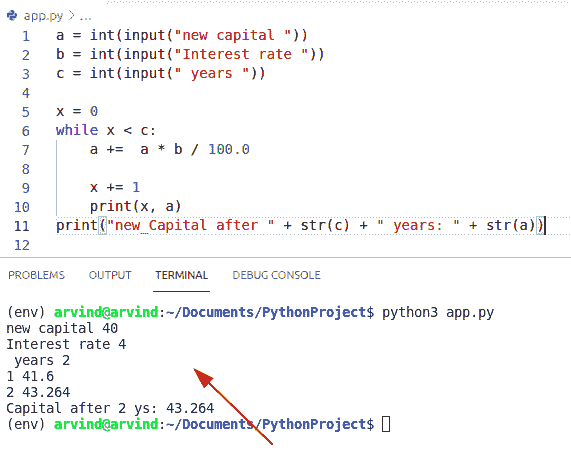 app.py > ...
1 a = int(input("new capital "))
2 b = int(input("Interest rate "))
3 c = int(input(" years "))
4
5 x = 0
6 while x < c:
7 a += a * b / 100.0
8
9 x += 1
10 print(x, a)
11 print("new_Capital after " + str(c) + " years: " + str(a))
12
PROBLEMS OUTPUT TERMINAL DEBUG CONSOLE
(env) arvind@arvind:~/Documents/PythonProject$ python3 app.py
new capital 40
Interest rate 4
years 2
1 41.6
2 43.264
Capital after 2 ys: 43.264
(env) arvind@arvind:~/Documents/PythonProject$